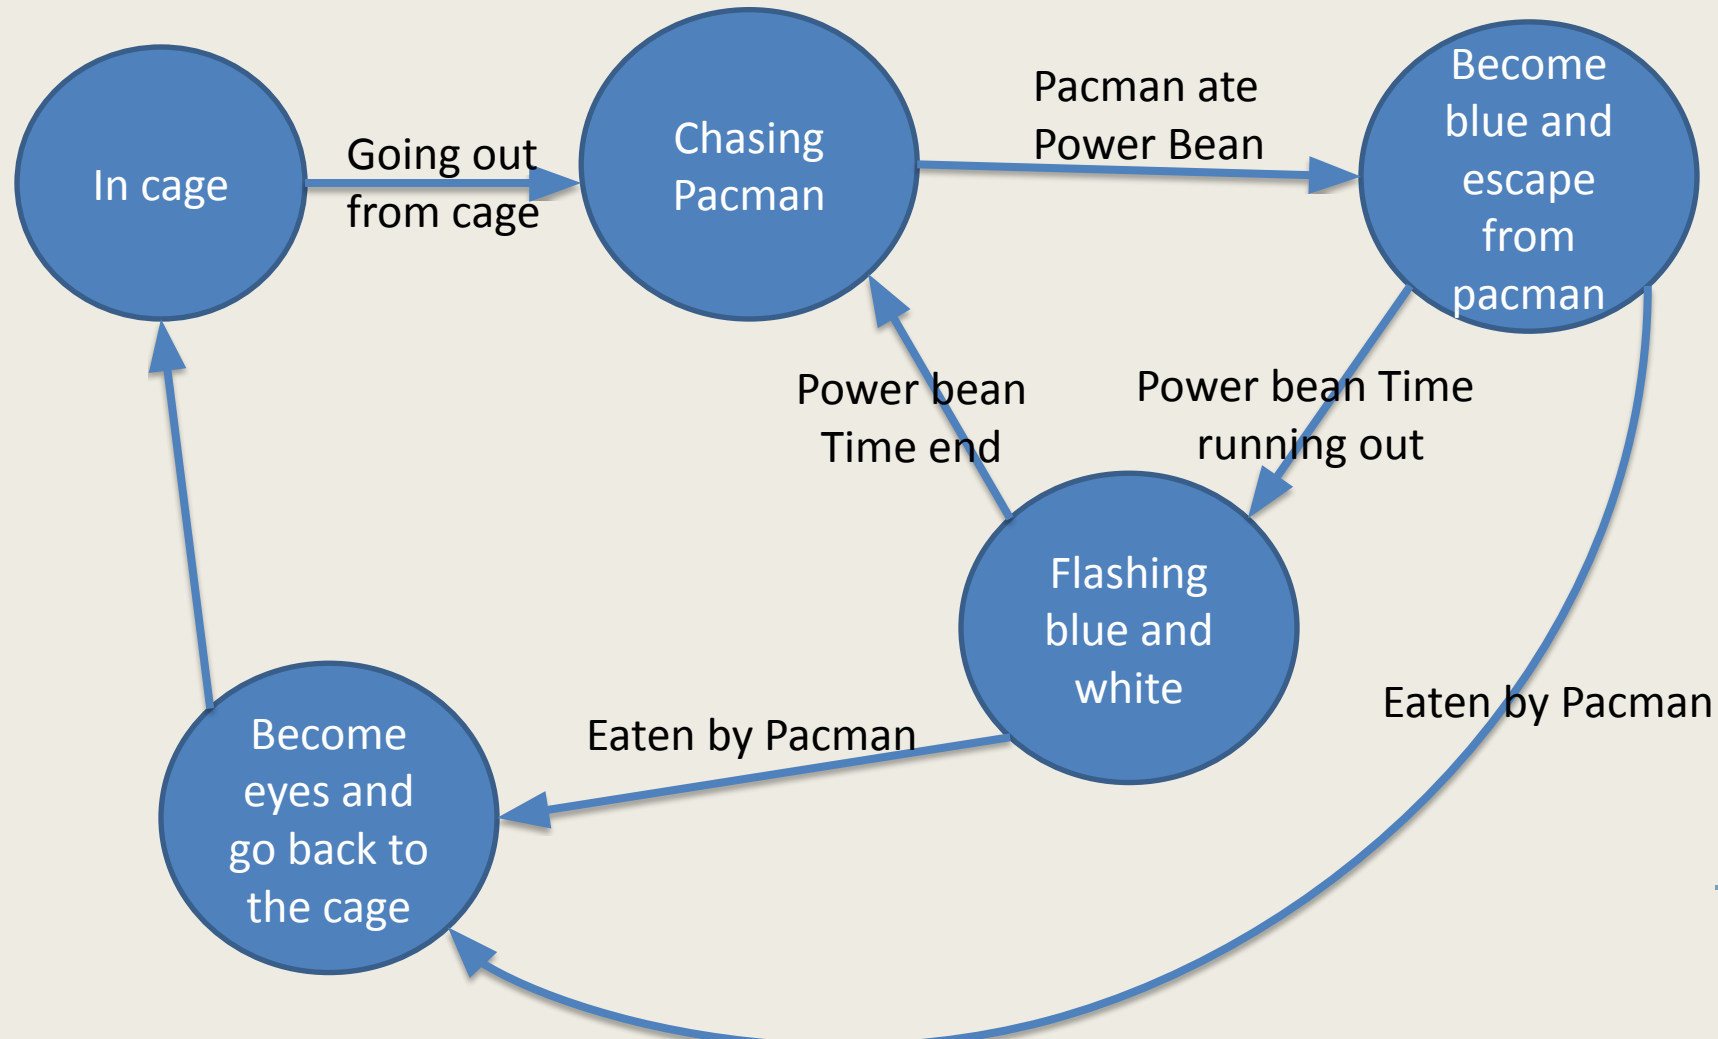 In cage
Going out
from cage
Chasing
Pacman
Pacman ate
Power Bean
Become
blue and
escape
from
pacman
Power bean
Time end
Power bean Time
running out
Flashing
blue and
white
Eaten by Pacman
Eaten by Pacman
Become
eyes and
go back to
the cage